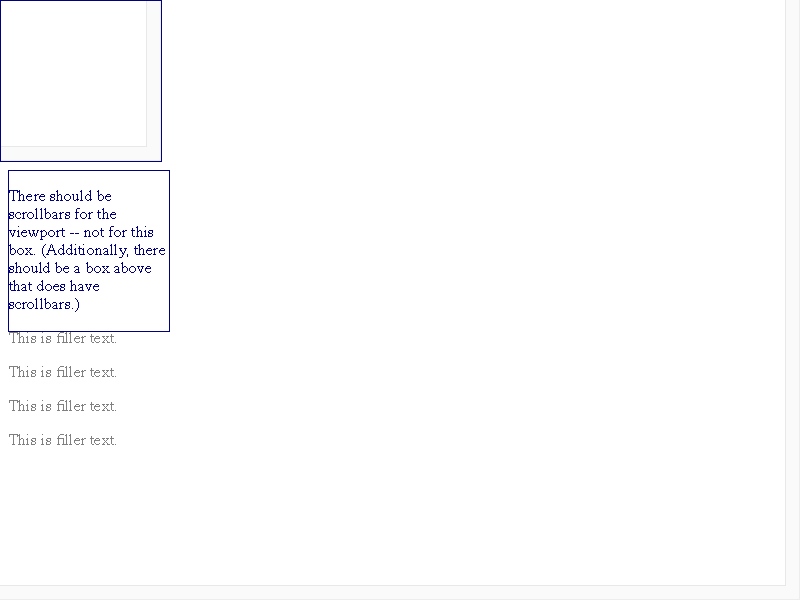 There should be
scrollbars for the
viewport -- not for this
box. (Additionally, there
should be a box above
that does have
scrollbars.)
This is filler text.
This is filler text.
This is filler text.
This is filler text.